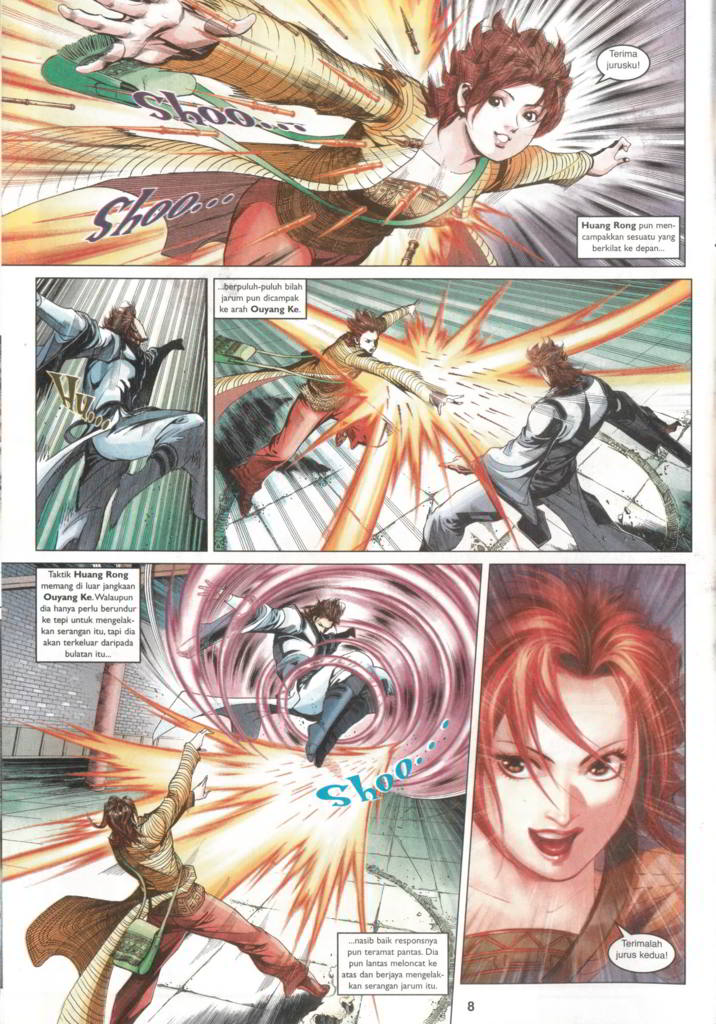 Terima
jurusku!
Shoo...
Shoo...
Huang Rong pun men-
campakkan sesuatu yang
berkilat ke depan...
Hu...
...berpuluh-puluh bilah
jarum pun dicampak
ke arah Ouyang Ke.
Taktik Huang Rong
memang di luar jangkaan
Ouyang Ke. Walaupun
dia hanya perlu berundur
ke tepi untuk mengelak-
kan serangan itu, tapi dia
akan terkeluar daripada
bulatan itu...
Shoo...
...nasib baik responsnya
pun teramat pantas. Dia
pun lantas meloncat ke
atas dan berjaya mengelak-
kan serangan jarum itu.
Terimalah
jurus kedua!
8